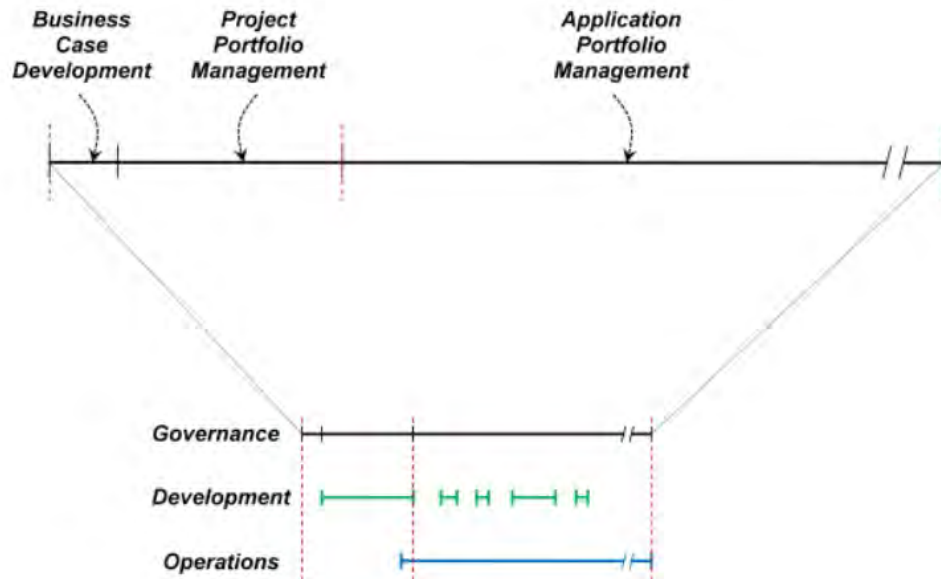 Business
Case
Development
Project
Portfolio
Management
Application
Portfolio
Management
Governance
Development
Operations